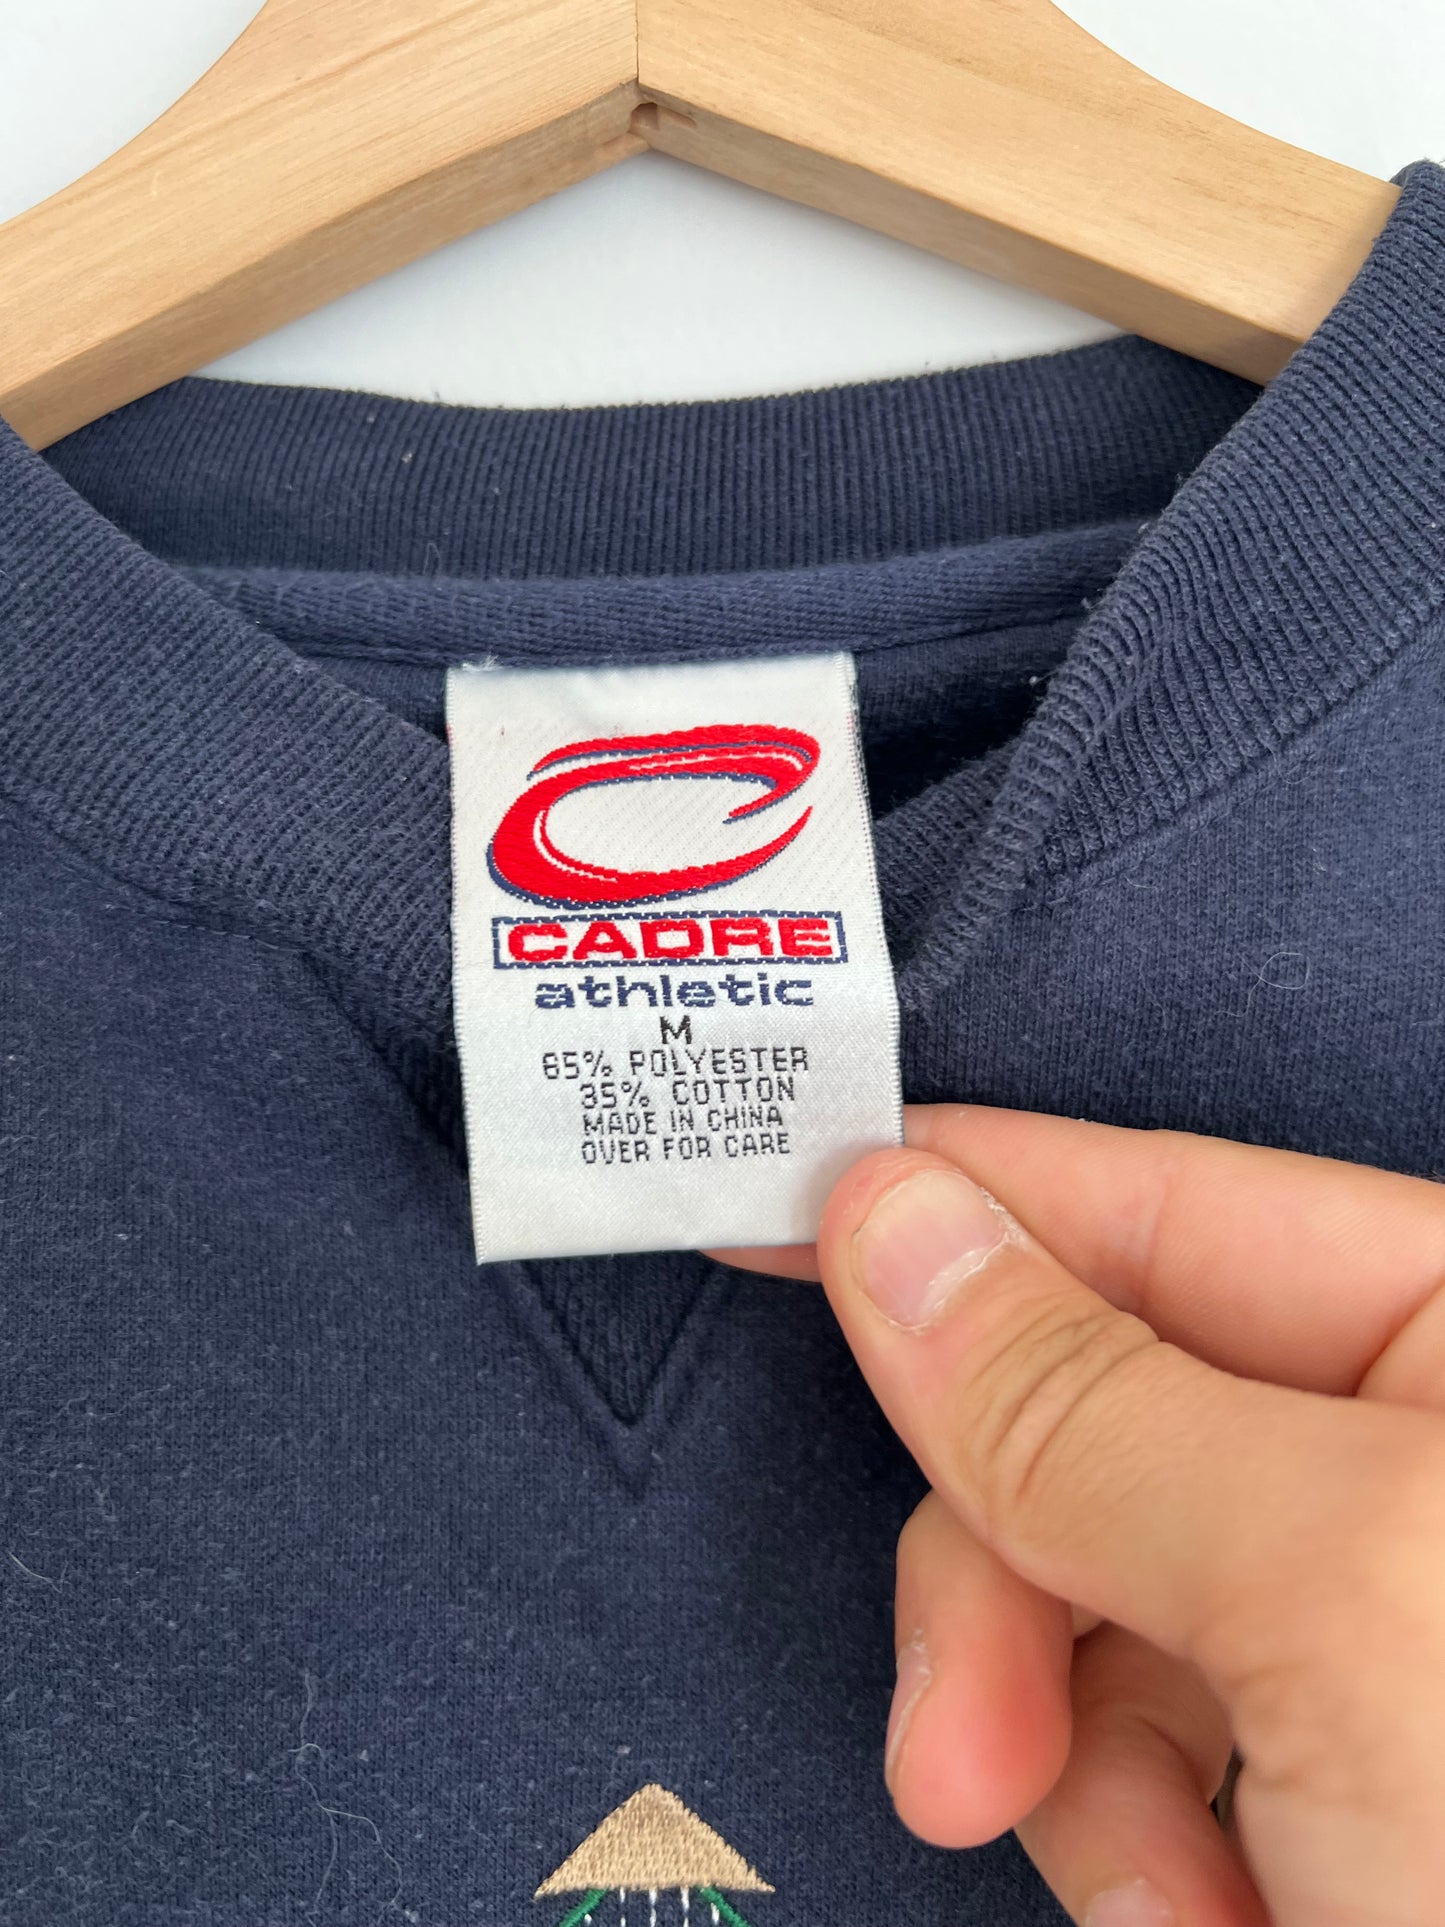 CADRE
athletic
M
65% POLYESTER
35% COTTON
MADE IN CHINA
OVER FOR CARE